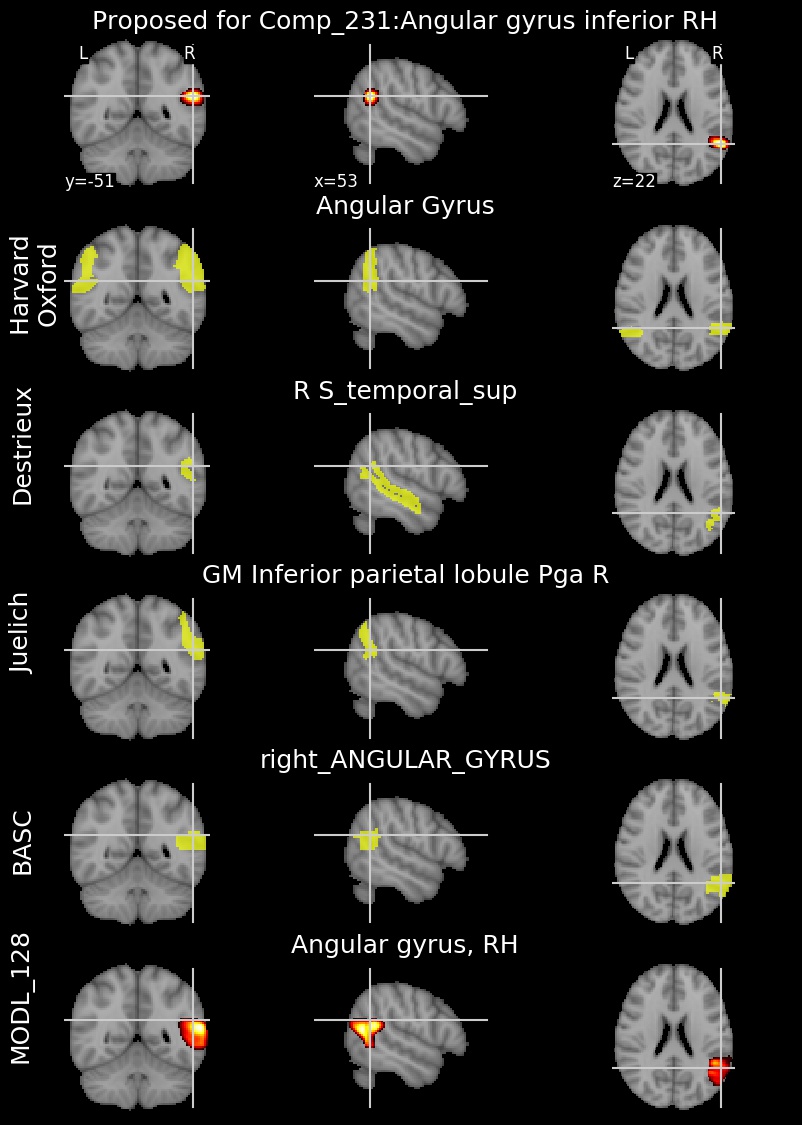 Proposed for Comp_231:Angular gyrus inferior RH
L R
L R
y=-51 x=53 z=22
Angular Gyrus
Harvard
Oxford
R S_temporal_sup
Destrieux
GM Inferior parietal lobule Pga R
Juelich
right_ANGULAR_GYRUS
BASC
Angular gyrus, RH
MODL_128